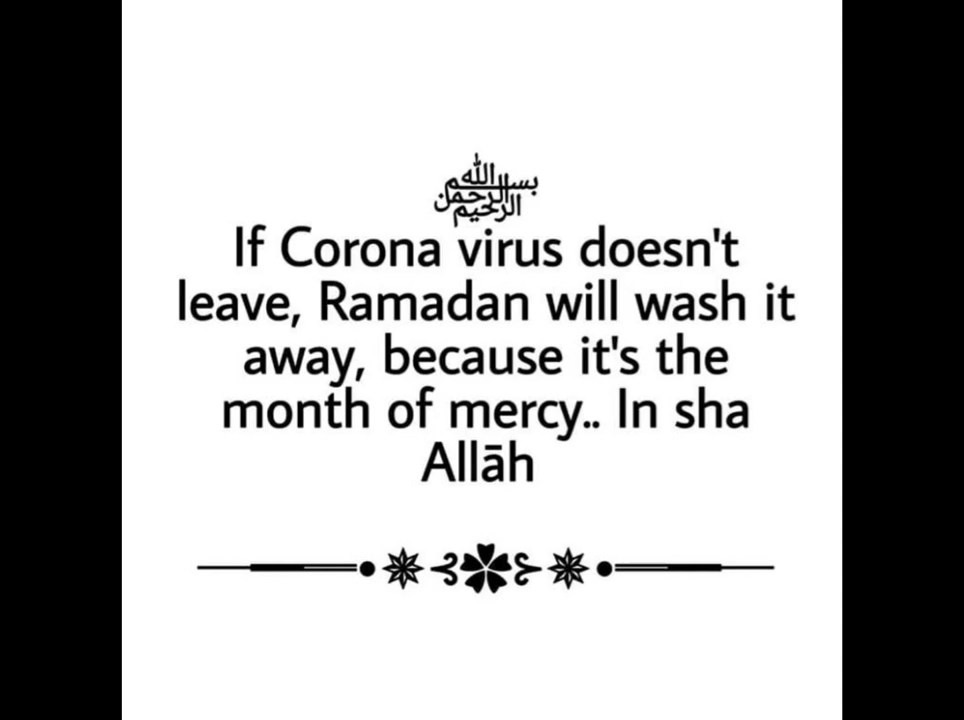 بسم الله الرحمن الرحيم
If Corona virus doesn't
leave, Ramadan will wash it
away, because it's the
month of mercy.. In sha
Allāh